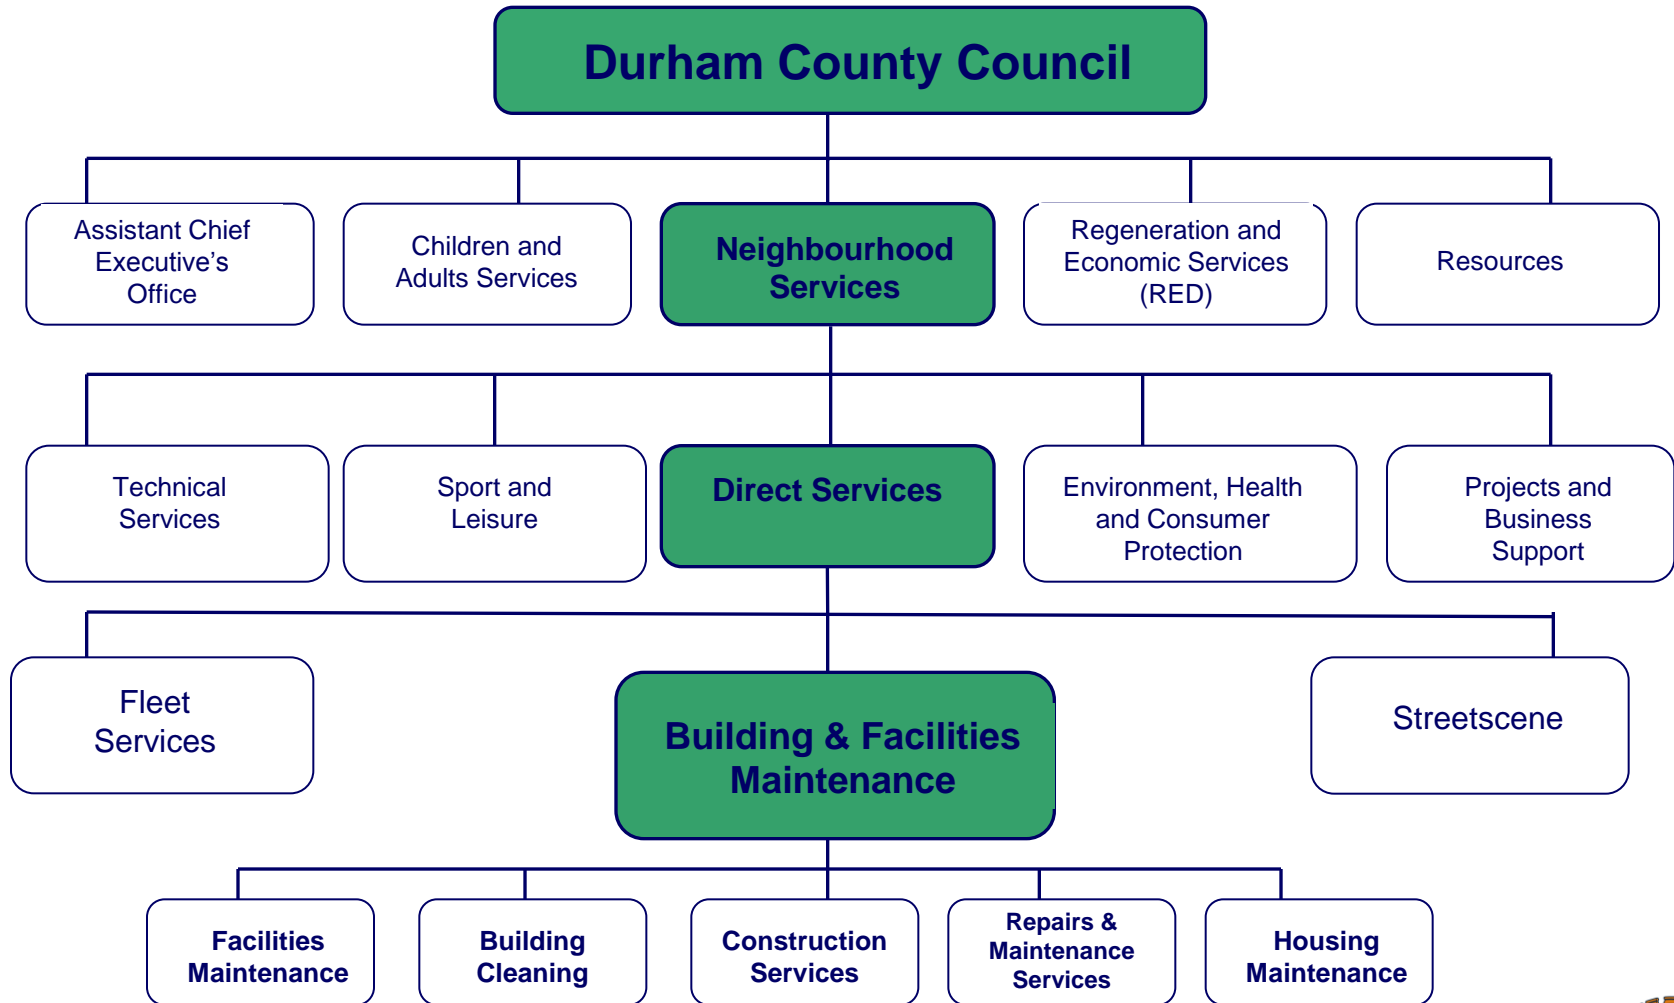 Durham County Council
Assistant Chief
Executive’s
Office
Children and
Adults Services
Neighbourhood
Services
Regeneration and
Economic Services
(RED)
Resources
Technical
Services
Sport and
Leisure
Direct Services
Environment, Health
and Consumer
Protection
Projects and
Business
Support
Fleet
Services
Building & Facilities
Maintenance
Streetscene
Facilities
Maintenance
Building
Cleaning
Construction
Services
Repairs &
Maintenance
Services
Housing
Maintenance